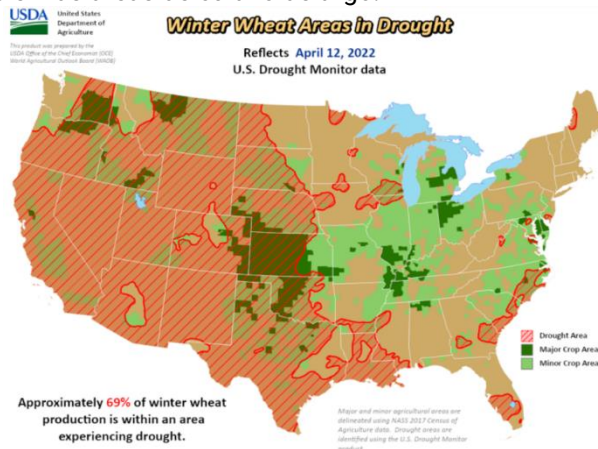 USDA
United States
Department of
Agriculture
This product was prepared by the
USDA Office of the Chief Economist (OCE)
World Agricultural Outlook Board (WAOB)
Winter Wheat Areas in Drought
Reflects April 12, 2022
U.S. Drought Monitor data
Drought Area
Major Crop Area
Minor Crop Area
Approximately 69% of winter wheat
production is within an area
experiencing drought.
Major and minor agricultural areas are
delineated using NASS 2017 Census of
Agriculture data. Drought areas are
identified using the U.S. Drought Monitor
product.